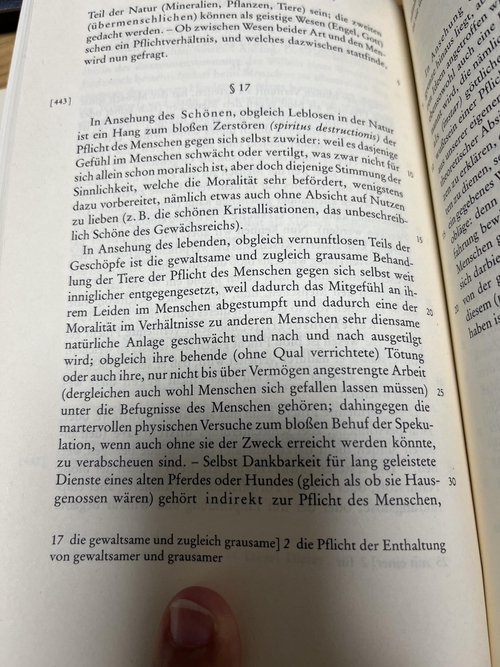 Teil der Natur (Mineralien, Pflanzen, Tiere) sein; die zweiten
(übermenschlichen) können als geistige Wesen (Engel, Gott)
gedacht werden. – Ob zwischen Wesen beider Art und den Men-
schen ein Pflichtverhältnis, und welches dazwischen stattfinde,
wird nun gefragt.
5
§ 17
[443]
In Ansehung des Schönen, obgleich Leblosen in der Natur
ist ein Hang zum bloßen Zerstören (spiritus destructionis) der
Pflicht des Menschen gegen sich selbst zuwider: weil es dasjenige
Gefühl im Menschen schwächt oder vertilgt, was zwar nicht für
sich allein schon moralisch ist, aber doch diejenige Stimmung der 10
Sinnlichkeit, welche die Moralität sehr befördert, wenigstens
dazu vorbereitet, nämlich etwas auch ohne Absicht auf Nutzen
zu lieben (z. B. die schönen Kristallisationen, das unbeschreib-
lich Schöne des Gewächsreichs).
In Ansehung des lebenden, obgleich vernunftlosen Teils der 15
Geschöpfe ist die gewaltsame und zugleich grausame Behand-
lung der Tiere der Pflicht des Menschen gegen sich selbst weit
inniglicher entgegengesetzt, weil dadurch das Mitgefühl an ih-
rem Leiden im Menschen abgestumpft und dadurch eine der
Moralität im Verhältnisse zu anderen Menschen sehr diensame 20
natürliche Anlage geschwächt und nach und nach ausgetilgt
wird; obgleich ihre behende (ohne Qual verrichtete) Tötung
oder auch ihre, nur nicht bis über Vermögen angestrengte Arbeit
(dergleichen auch wohl Menschen sich gefallen lassen müssen) 25
unter die Befugnisse des Menschen gehören; dahingegen die
martervollen physischen Versuche zum bloßen Behuf der Speku-
lation, wenn auch ohne sie der Zweck erreicht werden könnte,
zu verabscheuen sind. – Selbst Dankbarkeit für lang geleistete
Dienste eines alten Pferdes oder Hundes (gleich als ob sie Haus- 30
genossen wären) gehört indirekt zur Pflicht des Menschen,
17 die gewaltsame und zugleich grausame] 2 die Pflicht der Enthaltung
von gewaltsamer und grausamer